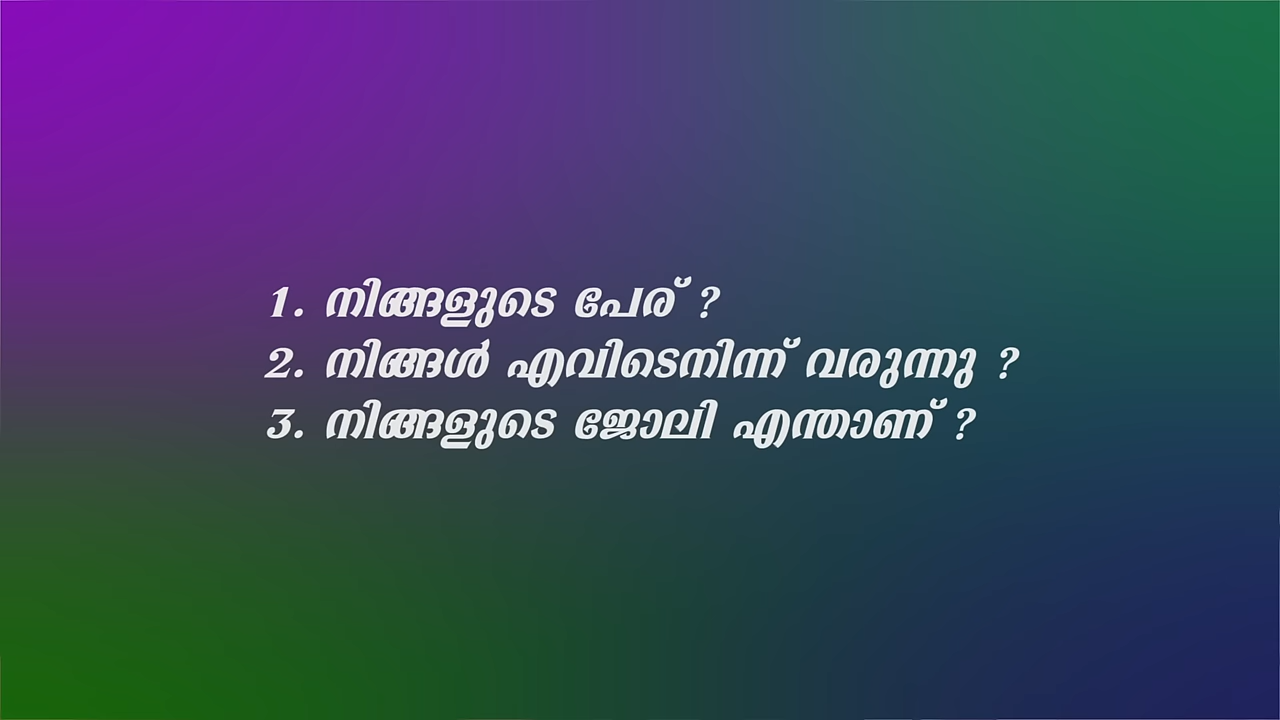 1. നിങ്ങളുടെ പേര് ?
2. നിങ്ങൾ എവിടെനിന്ന് വരുന്നു ?
3. നിങ്ങളുടെ ജോലി എന്താണ് ?